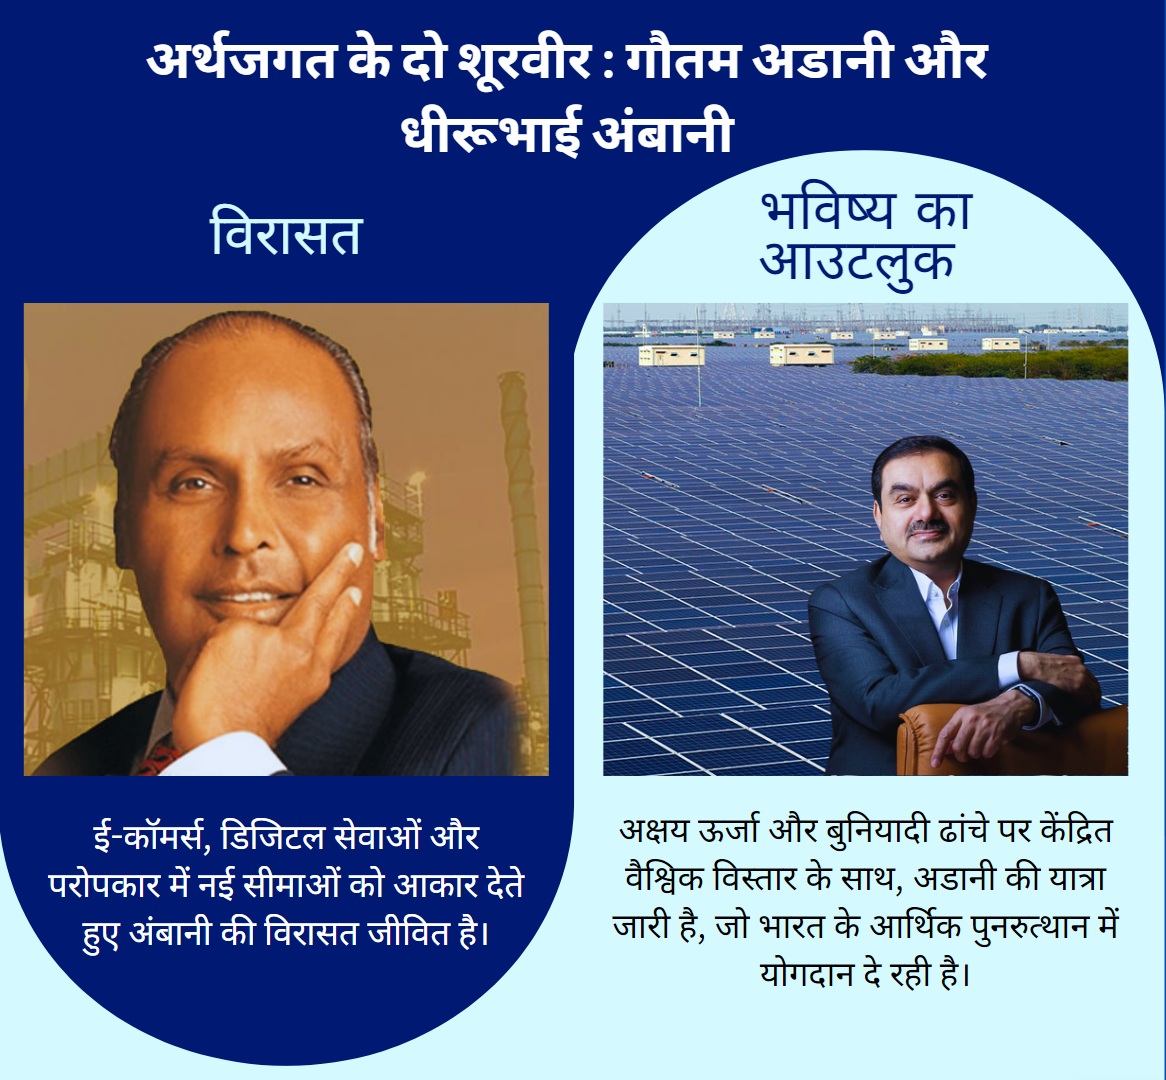 अर्थजगत के दो शूरवीर : गौतम अडानी और
धीरूभाई अंबानी
विरासत
ई-कॉमर्स, डिजिटल सेवाओं और
परोपकार में नई सीमाओं को आकार देते
हुए अंबानी की विरासत जीवित है।
भविष्य का
आउटलुक
अक्षय ऊर्जा और बुनियादी ढांचे पर केंद्रित
वैश्विक विस्तार के साथ, अडानी की यात्रा
जारी है, जो भारत के आर्थिक पुनरुत्थान में
योगदान दे रही है।